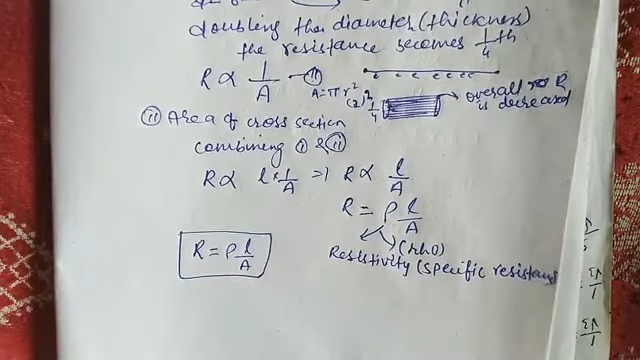 doubling the diameter (thickness)
the resistance becomes 1/4 th
R ∝ 1/A — (ii)
A = πr²
(2)² 1/4
overall R is decreased
(ii) Area of cross section
combining (i) & (ii)
R ∝ l × 1/A => R ∝ l/A
R = ρ l/A
(rho)
Resistivity (specific resistance
R = ρ l/A